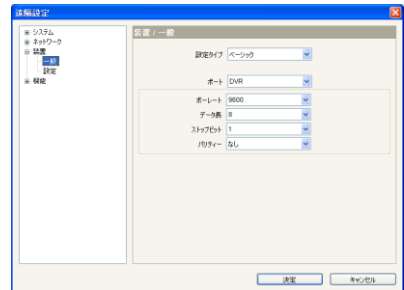 遠隔設定
システム
ネットワーク
装置
一般
設定
機能
装置 / 一般
設定タイプ ベーシック
ポート DVR
ボーレート 9600
データ長 8
ストップビット 1
パリティー なし
決定 キャンセル